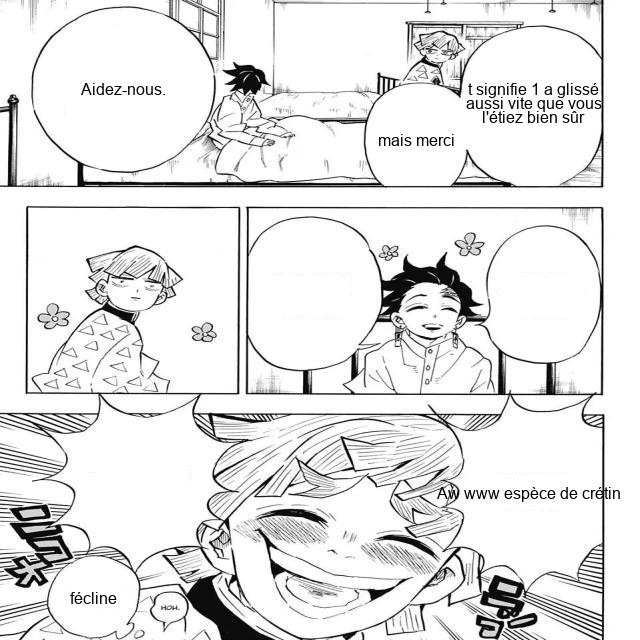 t signifie 1 a glissé
aussi vite que vous
l'étiez bien sûr
mais merci
Aidez-nous.
Aw www espèce de crétin
fécline
HOH.